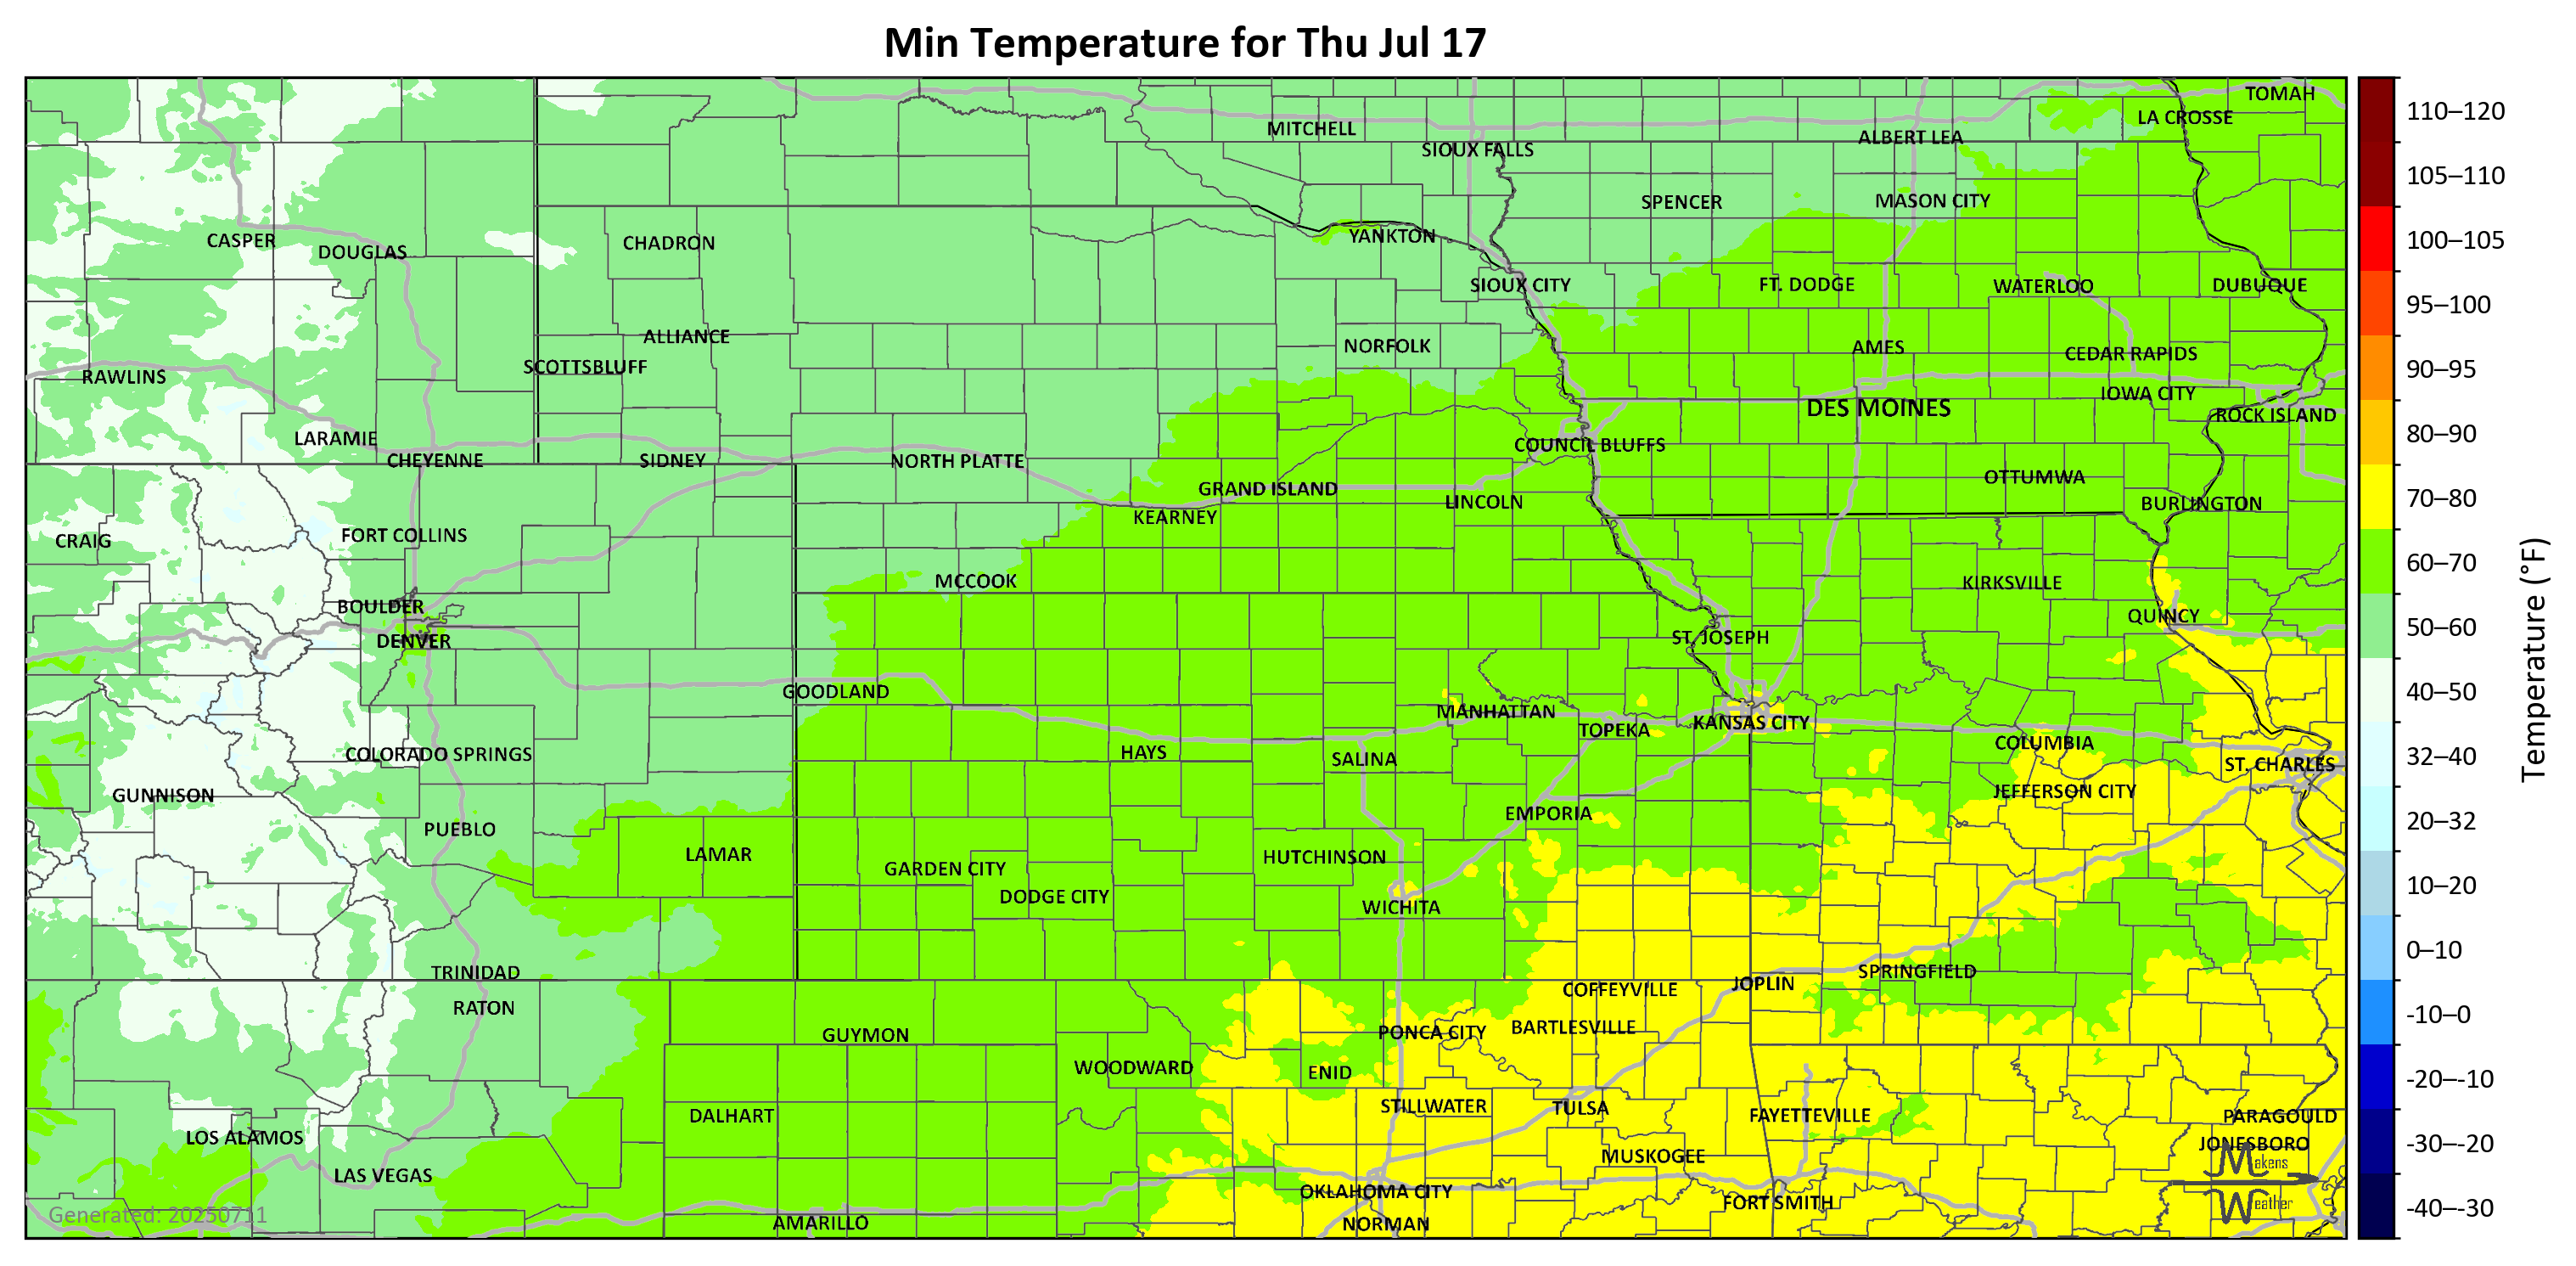 Min Temperature for Thu Jul 17
TOMAH
LA CROSSE
MITCHELL
ALBERT LEA
SIOUX FALLS
SPENCER
MASON CITY
CASPER
DOUGLAS
CHADRON
YANKTON
SIOUX CITY
FT. DODGE
WATERLOO
DUBUQUE
ALLIANCE
NORFOLK
AMES
CEDAR RAPIDS
SCOTTSBLUFF
RAWLINS
IOWA CITY
DES MOINES
ROCK ISLAND
LARAMIE
COUNCIL BLUFFS
CHEYENNE
SIDNEY
NORTH PLATTE
OTTUMWA
GRAND ISLAND
LINCOLN
BURLINGTON
KEARNEY
FORT COLLINS
CRAIG
MCCOOK
KIRKSVILLE
BOULDER
QUINCY
DENVER
ST. JOSEPH
GOODLAND
MANHATTAN
KANSAS CITY
TOPEKA
COLUMBIA
COLORADO SPRINGS
HAYS
SALINA
ST. CHARLES
GUNNISON
JEFFERSON CITY
EMPORIA
PUEBLO
LAMAR
HUTCHINSON
GARDEN CITY
DODGE CITY
WICHITA
TRINIDAD
SPRINGFIELD
JOPLIN
COFFEYVILLE
RATON
BARTLESVILLE
PONCA CITY
GUYMON
WOODWARD
ENID
STILLWATER
TULSA
DALHART
FAYETTEVILLE
PARAGOULD
LOS ALAMOS
JONESBORO
MUSKOGEE
LAS VEGAS
OKLAHOMA CITY
FORT SMITH
AMARILLO
NORMAN
Generated: 20250711
Makens
Weather
110–120
105–110
100–105
95–100
90–95
80–90
70–80
60–70
50–60
40–50
32–40
20–32
10–20
0–10
-10–0
-20–-10
-30–-20
-40–-30
Temperature (°F)